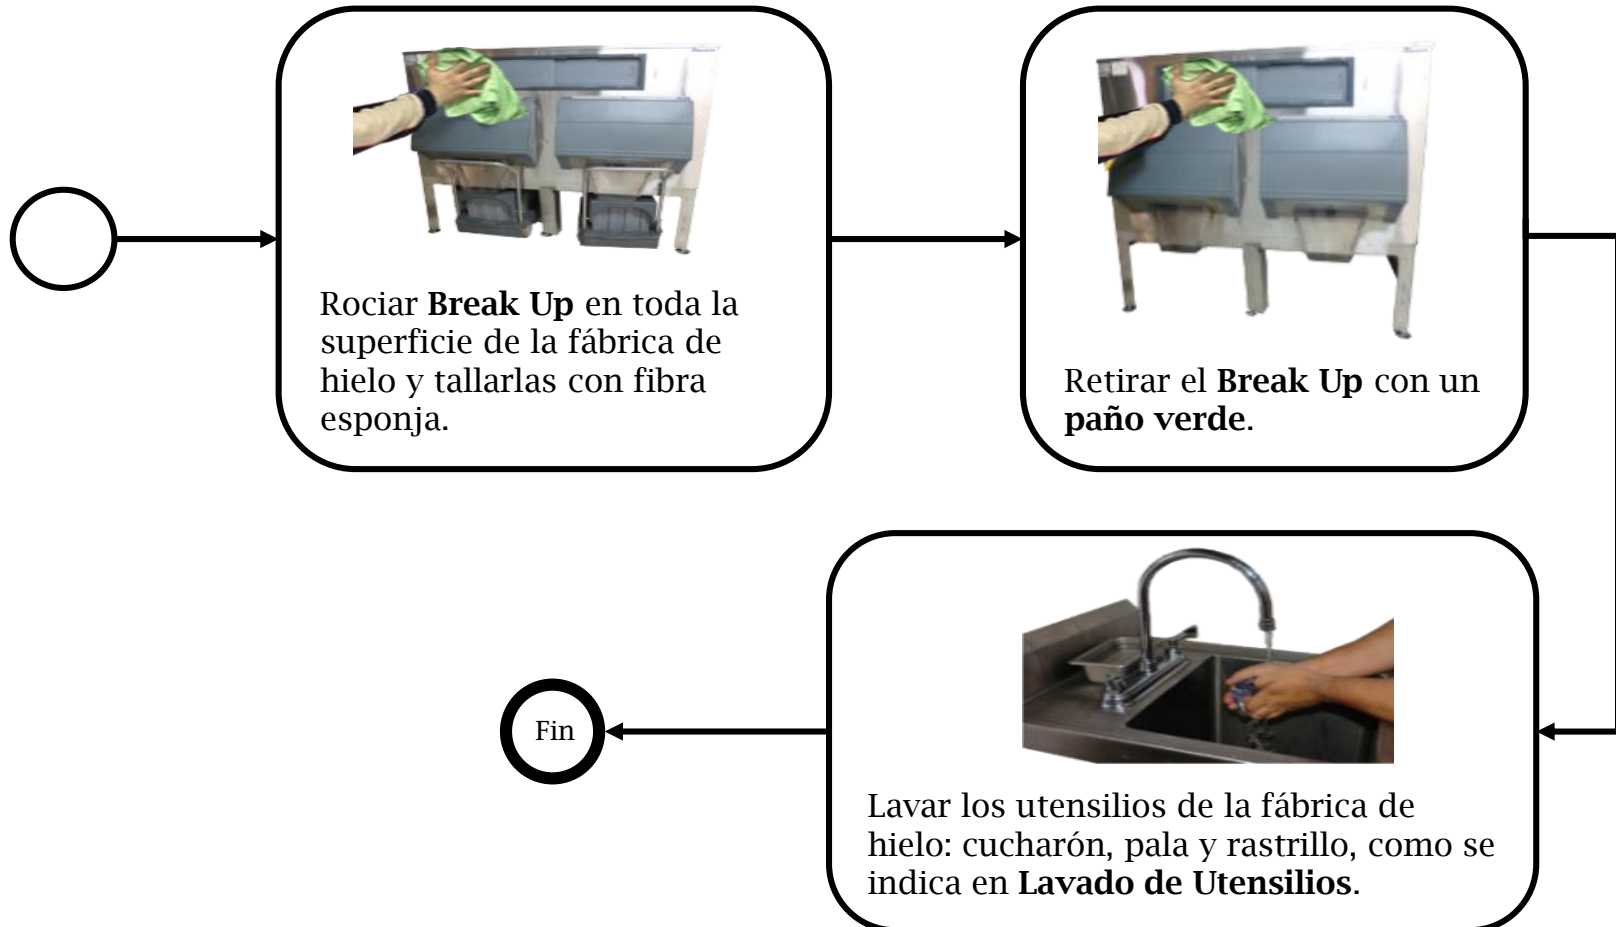 Rociar Break Up en toda la
superficie de la fábrica de
hielo y tallarlas con fibra
esponja.
Retirar el Break Up con un
paño verde.
Lavar los utensilios de la fábrica de
hielo: cucharón, pala y rastrillo, como se
indica en Lavado de Utensilios.
Fin